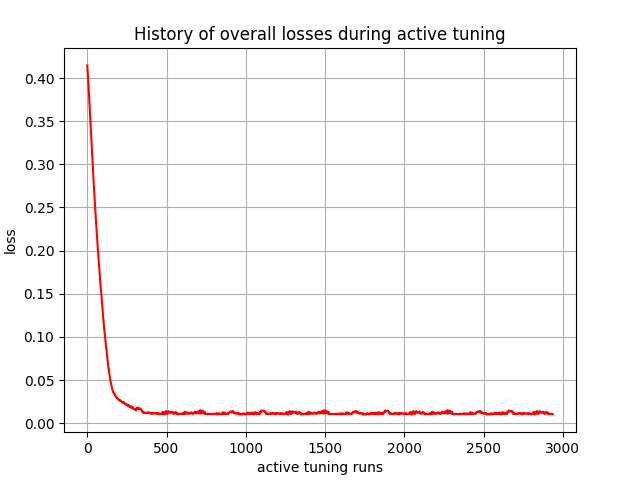 History of overall losses during active tuning
0.40
0.35
0.30
0.25
0.20
0.15
0.10
0.05
0.00
loss
0 500 1000 1500 2000 2500 3000
active tuning runs